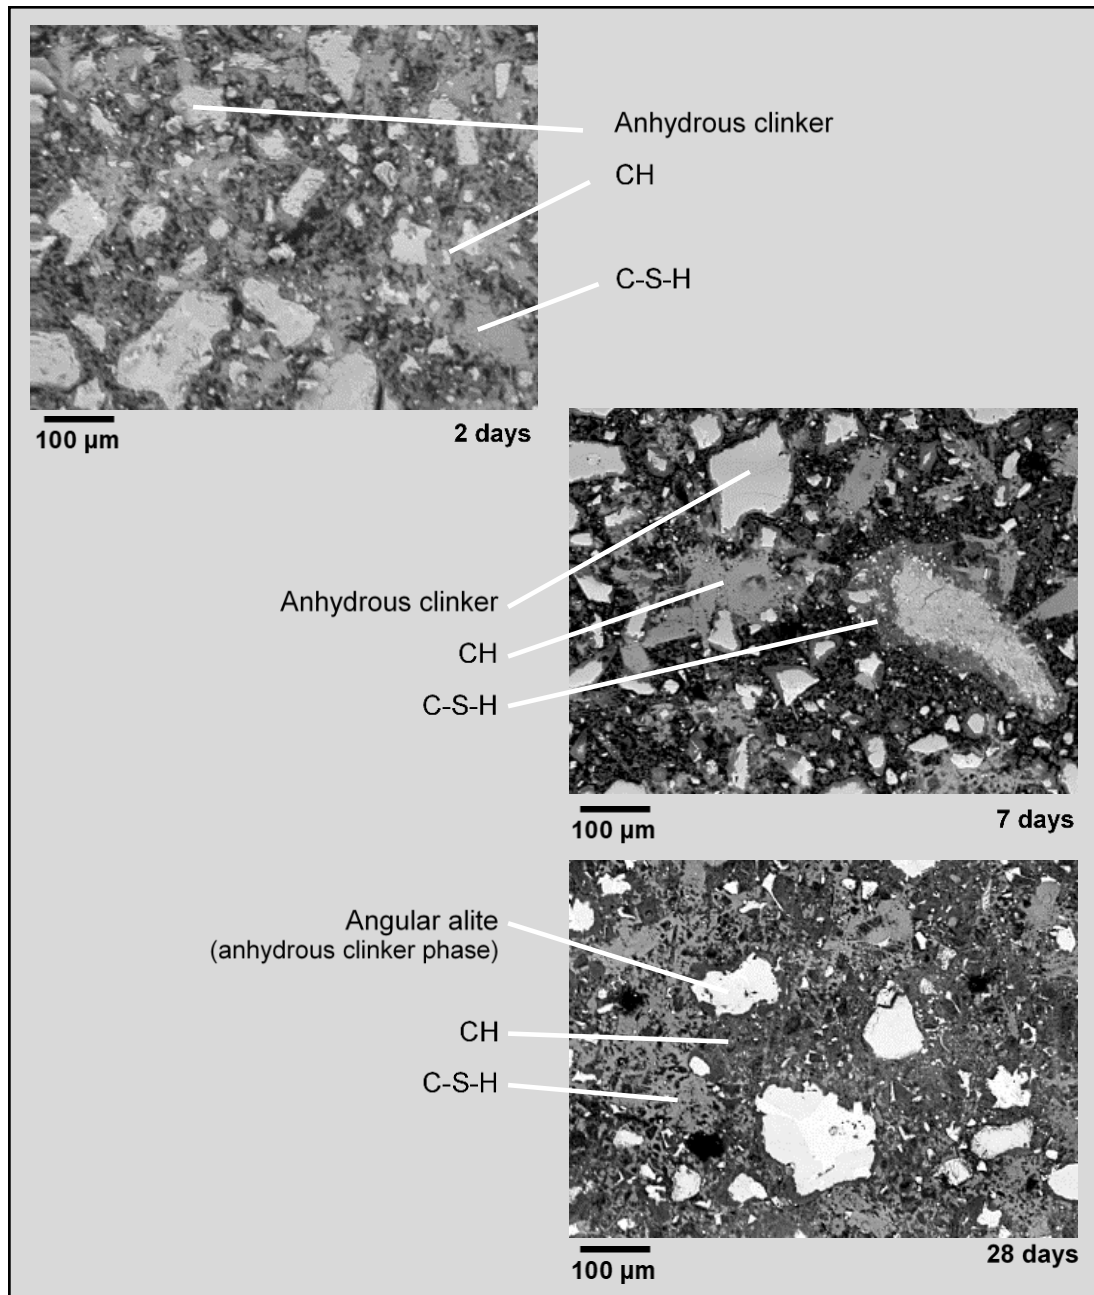 Anhydrous clinker
CH
C-S-H
100 µm
2 days
Anhydrous clinker
CH
C-S-H
100 µm
7 days
Angular alite
(anhydrous clinker phase)
CH
C-S-H
100 µm
28 days